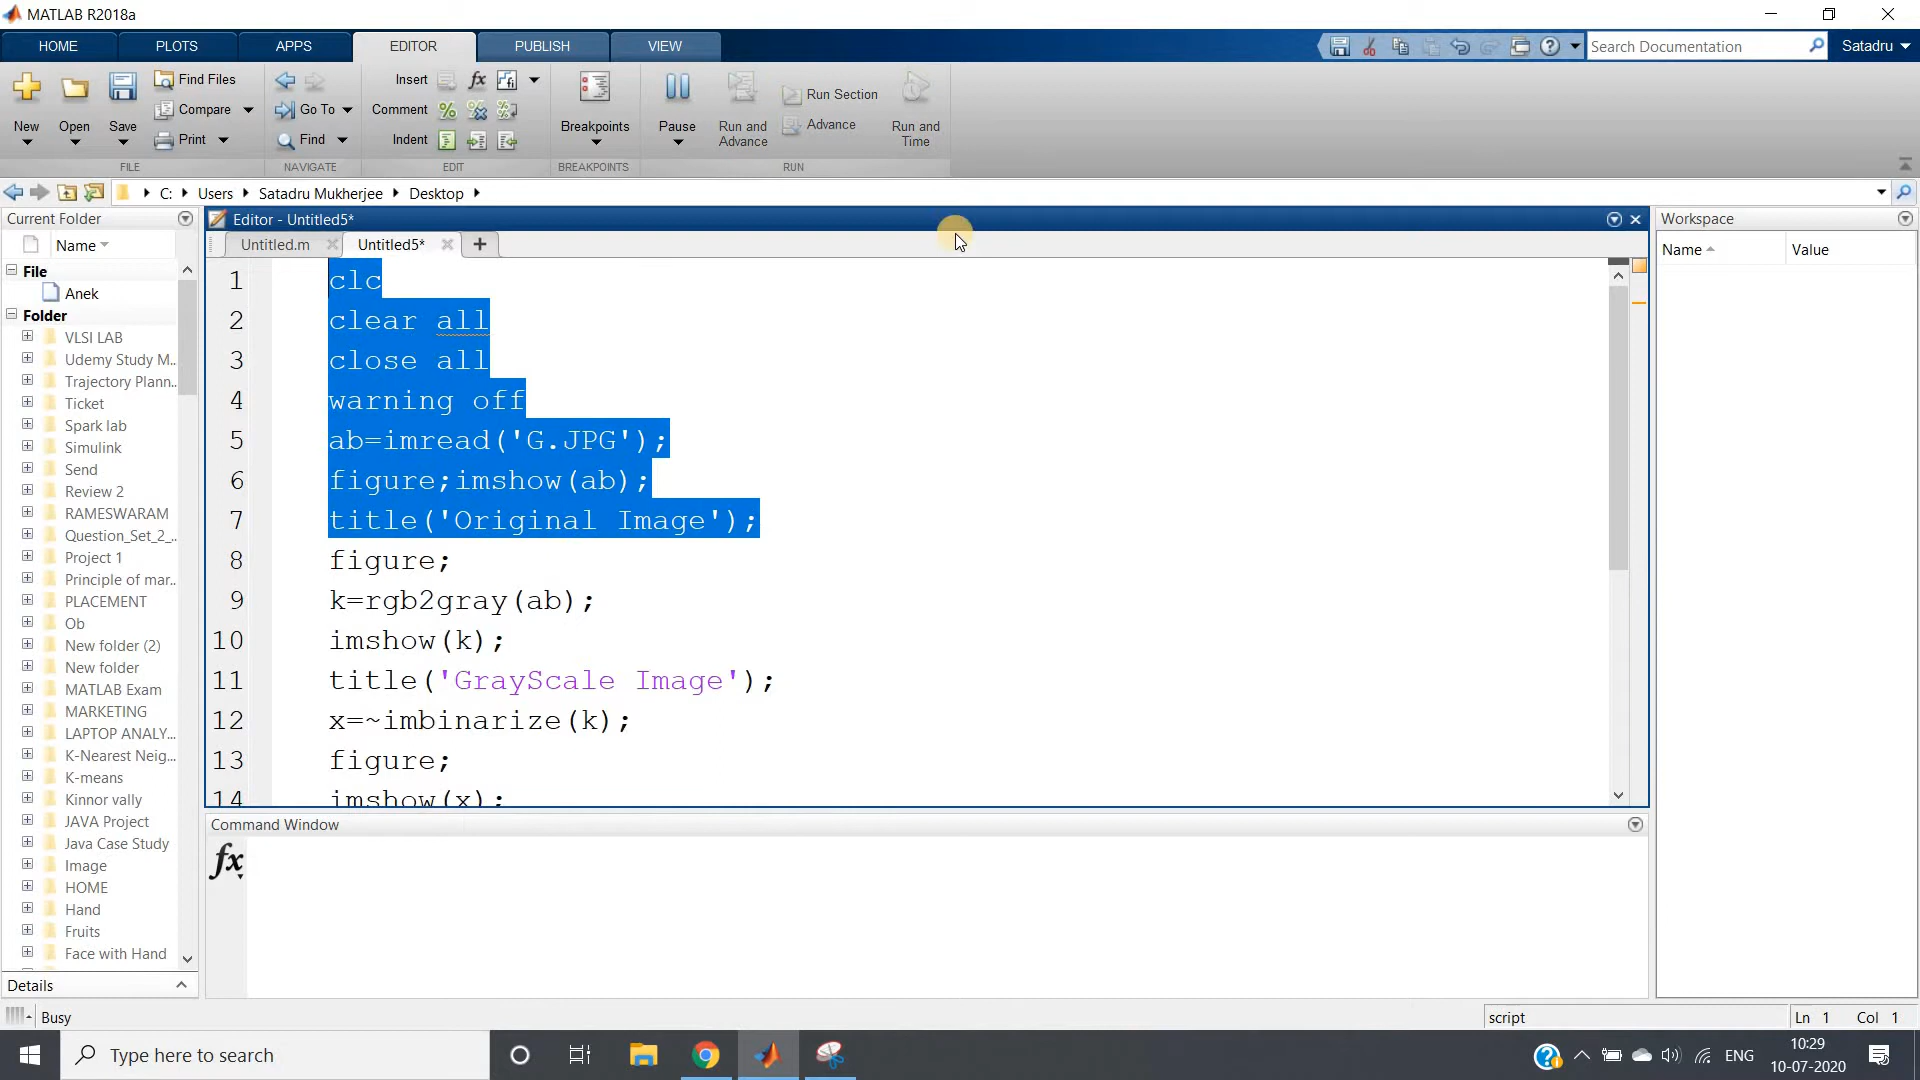 MATLAB R2018a
HOME
PLOTS
APPS
EDITOR
PUBLISH
VIEW
Search Documentation
Satadru
New
Open
Save
Find Files
Compare
Print
FILE
Go To
Find
NAVIGATE
Insert
fx
fi
Comment
%
Indent
EDIT
Breakpoints
BREAKPOINTS
Pause
Run and
Advance
Run Section
Advance
Run and
Time
RUN
C:
Users
Satadru Mukherjee
Desktop
Current Folder
Name
File
Anek
Folder
VLSI LAB
Udemy Study M...
Trajectory Plann...
Ticket
Spark lab
Simulink
Send
Review 2
RAMESWARAM
Question_Set_2_...
Project 1
Principle of mar...
PLACEMENT
Ob
New folder (2)
New folder
MATLAB Exam
MARKETING
LAPTOP ANALY...
K-Nearest Neig...
K-means
Kinnor vally
JAVA Project
Java Case Study
Image
HOME
Hand
Fruits
Face with Hand
Details
Editor - Untitled5*
Untitled.m
Untitled5*
1 clc
2 clear all
3 close all
4 warning off
5 ab=imread('G.JPG');
6 figure;imshow(ab);
7 title('Original Image');
8 figure;
9 k=rgb2gray(ab);
10 imshow(k);
11 title('GrayScale Image');
12 x=~imbinarize(k);
13 figure;
14 imshow(x);
Command Window
fx
Workspace
Name
Value
Busy
script
Ln 1 Col 1
Type here to search
ENG
10:29
10-07-2020